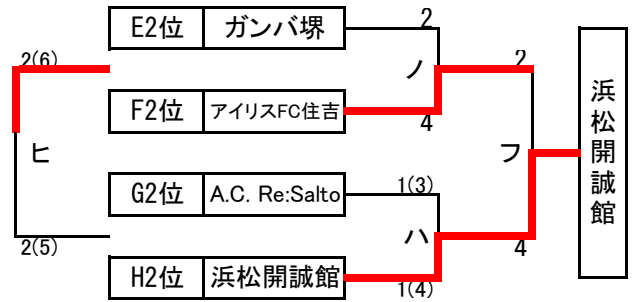 E2位 ガンバ堺 2
2(6) ノ 2
F2位 アイリスFC住吉 4
ヒ フ 浜松開誠館
G2位 A.C. Re:Salto 1(3)
2(5) ハ 4
H2位 浜松開誠館 1(4)